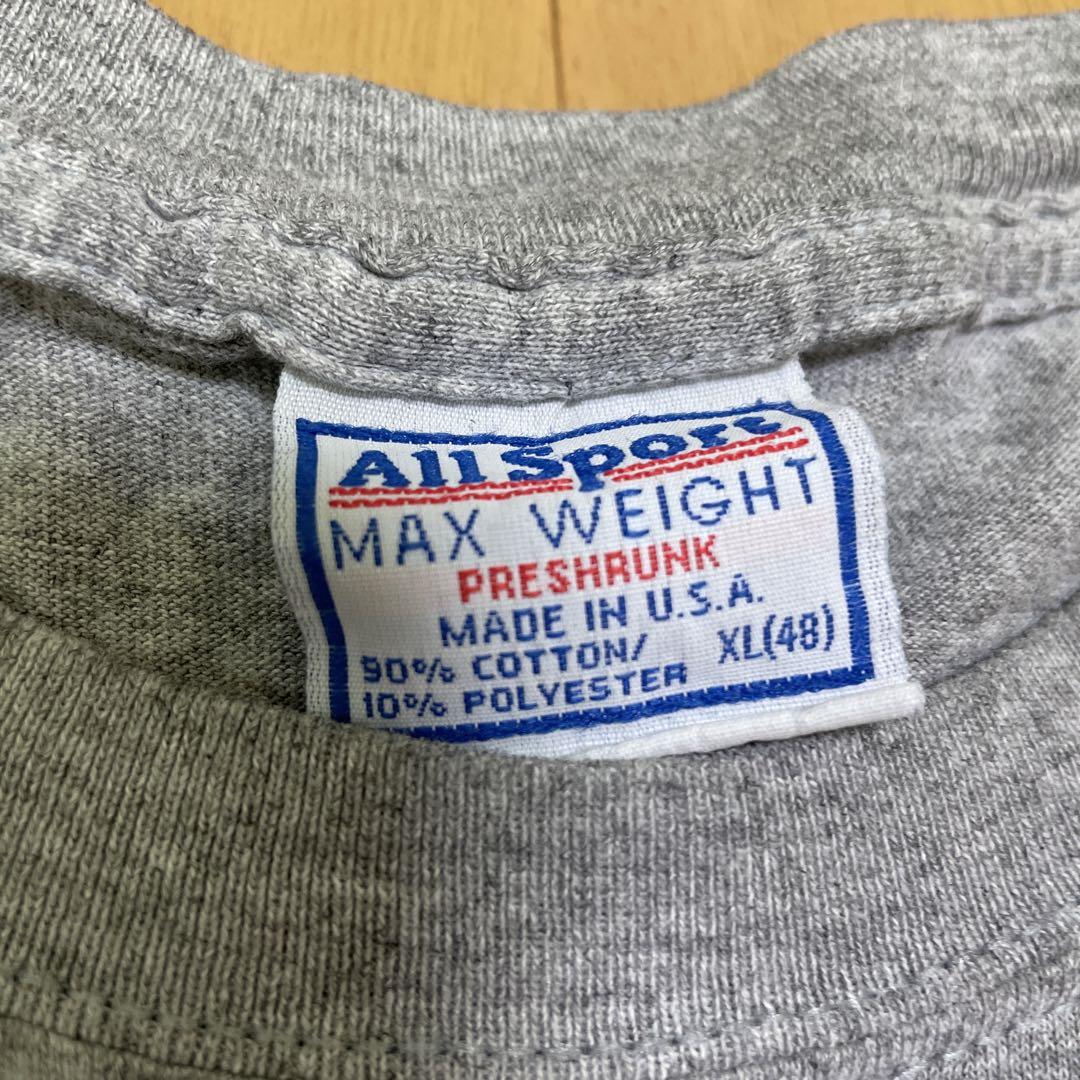 All Sport
MAX WEIGHT
PRESHRUNK
MADE IN U.S.A.
90% COTTON/
10% POLYESTER
XL(48)